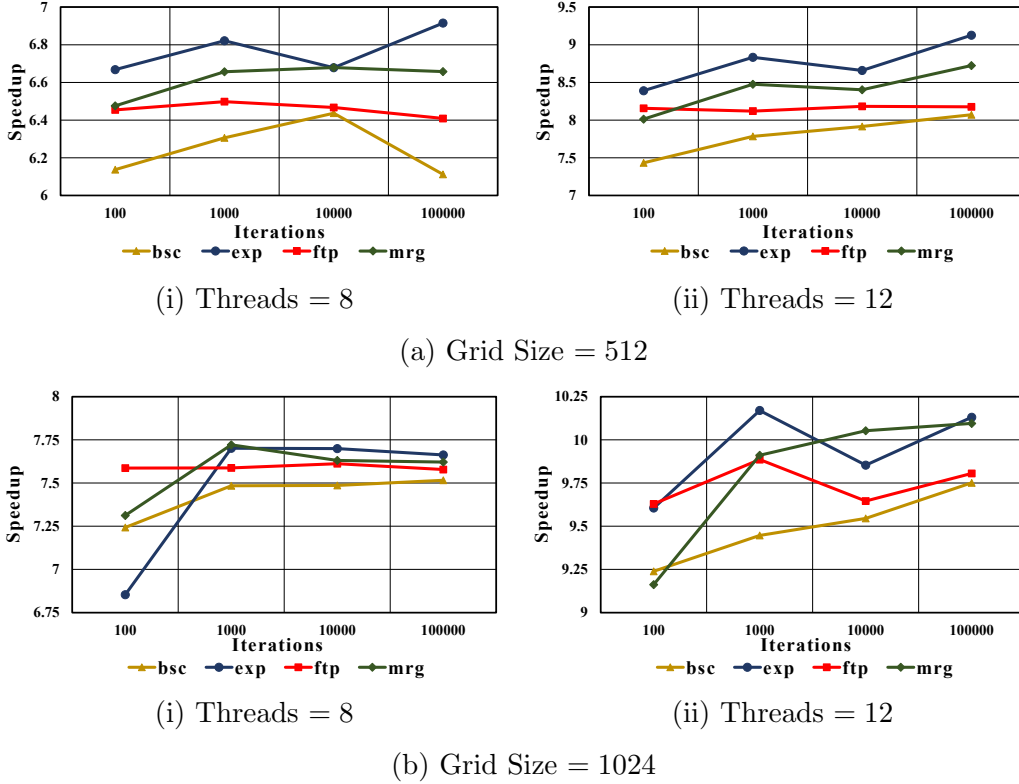 7
6.8
6.6
6.4
6.2
6
Speedup
100 1000 10000 100000
Iterations
bsc exp ftp mrg
(i) Threads = 8
9.5
9
8.5
8
7.5
7
Speedup
100 1000 10000 100000
Iterations
bsc exp ftp mrg
(ii) Threads = 12
(a) Grid Size = 512
8
7.75
7.5
7.25
7
6.75
Speedup
100 1000 10000 100000
Iterations
bsc exp ftp mrg
(i) Threads = 8
10.25
10
9.75
9.5
9.25
9
Speedup
100 1000 10000 100000
Iterations
bsc exp ftp mrg
(ii) Threads = 12
(b) Grid Size = 1024